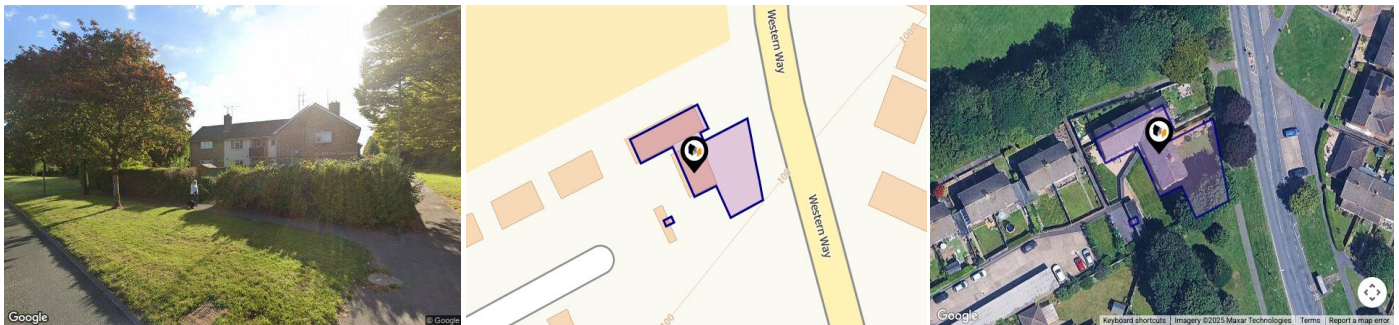 Google
© Google
Western Way
Western Way
100
100
100
Google
Keyboard shortcuts
Imagery ©2025 Maxar Technologies
Terms
Report a map error